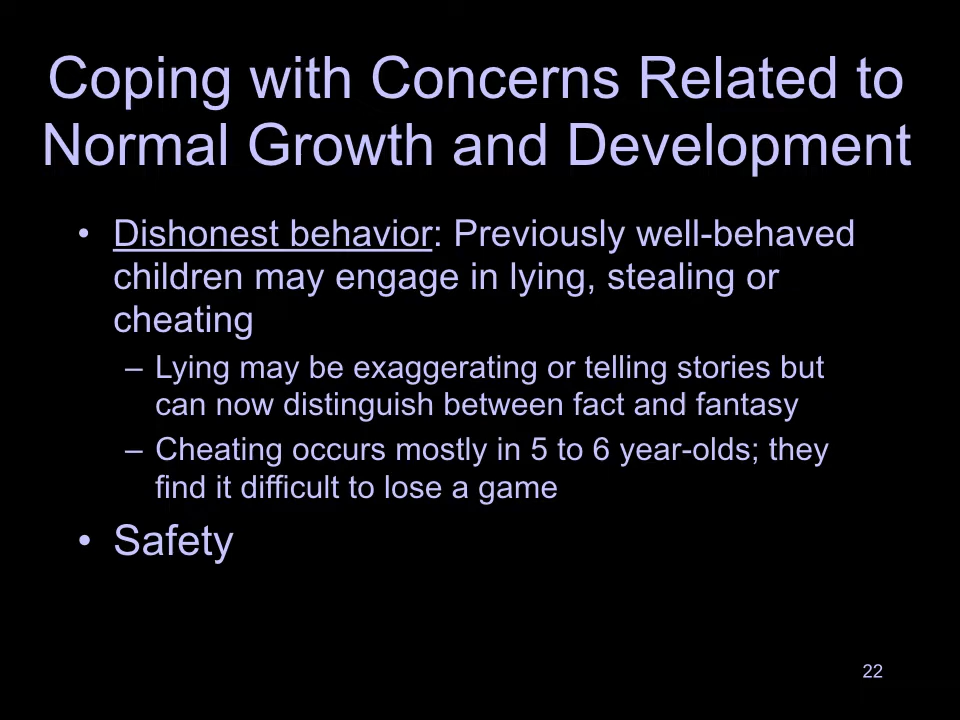 Coping with Concerns Related to
Normal Growth and Development
• Dishonest behavior: Previously well-behaved
children may engage in lying, stealing or
cheating
– Lying may be exaggerating or telling stories but
can now distinguish between fact and fantasy
– Cheating occurs mostly in 5 to 6 year-olds; they
find it difficult to lose a game
• Safety
22